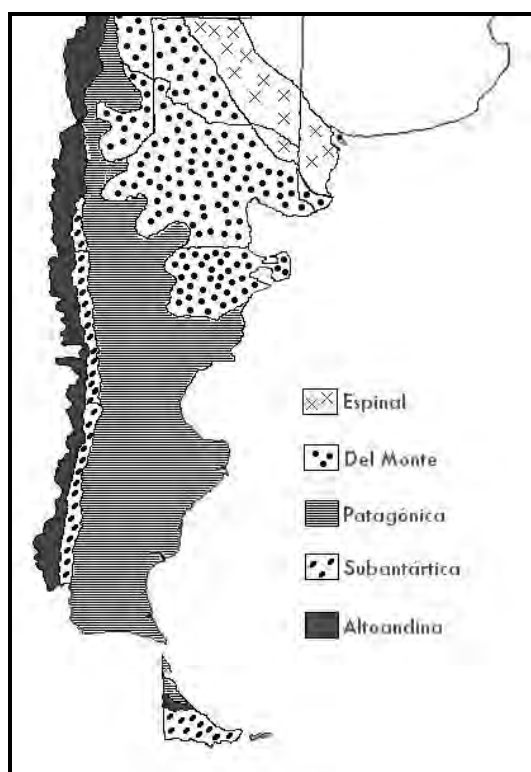 Espinal
Del Monte
Patagónica
Subantártica
Altoandina